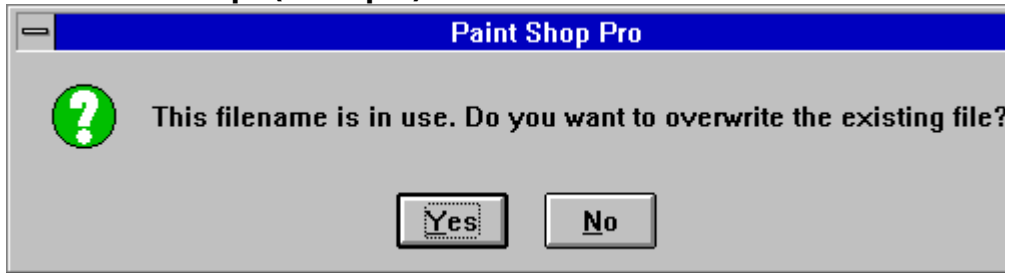 Paint Shop Pro
This filename is in use. Do you want to overwrite the existing file?
Yes No